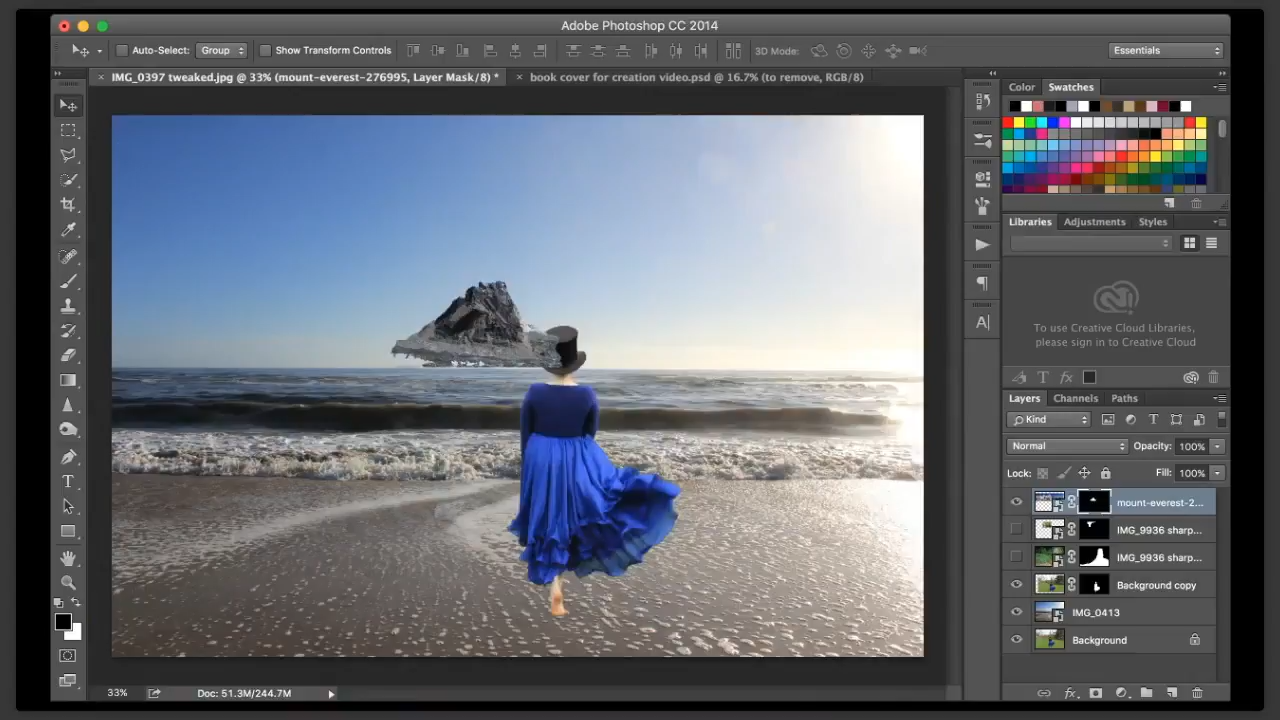 Adobe Photoshop CC 2014
Auto-Select: Group Show Transform Controls 3D Mode: Essentials
× IMG_0397 tweaked.jpg @ 33% (mount-everest-276995, Layer Mask/8) * × book cover for creation video.psd @ 16.7% (to remove, RGB/8)
Color Swatches
Libraries Adjustments Styles
To use Creative Cloud Libraries,
please sign in to Creative Cloud
Layers Channels Paths
Kind
Normal Opacity: 100%
Lock: Fill: 100%
mount-everest-2...
IMG_9936 sharp...
IMG_9936 sharp...
Background copy
IMG_0413
Background
33% Doc: 51.3M/244.7M